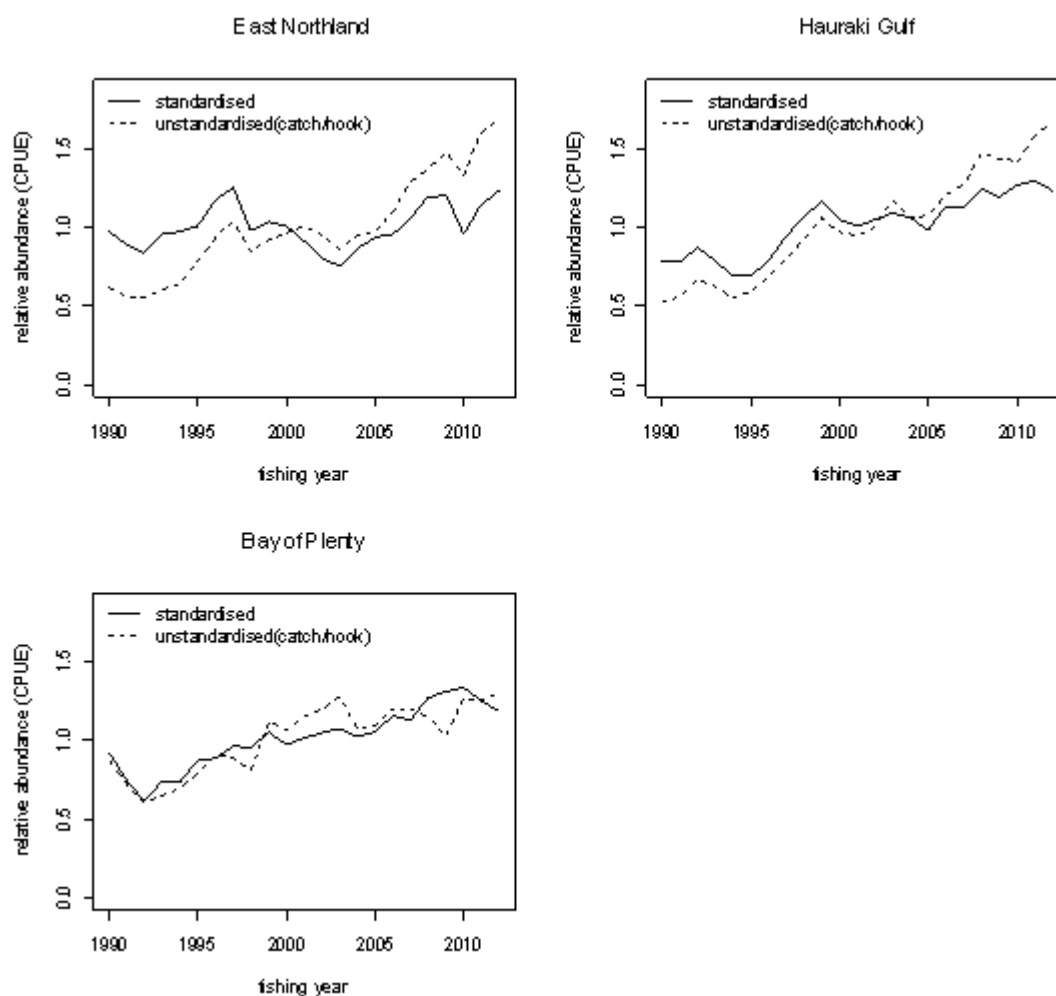 East Northland
standardised
unstandardised(catch/hook)
relative abundance (CPUE)
0.0 0.5 1.0 1.5
1990 1995 2000 2005 2010
fishing year
Hauraki Gulf
standardised
unstandardised(catch/hook)
relative abundance (CPUE)
0.0 0.5 1.0 1.5
1990 1995 2000 2005 2010
fishing year
Bay of Plenty
standardised
unstandardised(catch/hook)
relative abundance (CPUE)
0.0 0.5 1.0 1.5
1990 1995 2000 2005 2010
fishing year